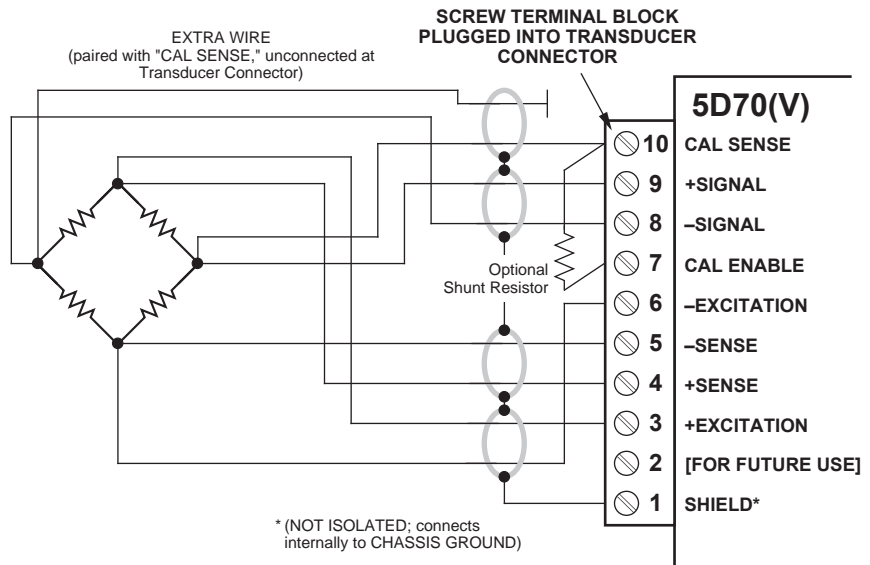 SCREW TERMINAL BLOCK
PLUGGED INTO TRANSDUCER
CONNECTOR
EXTRA WIRE
(paired with "CAL SENSE," unconnected at
Transducer Connector)
5D70(V)
10 CAL SENSE
9 +SIGNAL
8 –SIGNAL
7 CAL ENABLE
Optional
Shunt Resistor
6 –EXCITATION
5 –SENSE
4 +SENSE
3 +EXCITATION
2 [FOR FUTURE USE]
1 SHIELD*
* (NOT ISOLATED; connects
internally to CHASSIS GROUND)